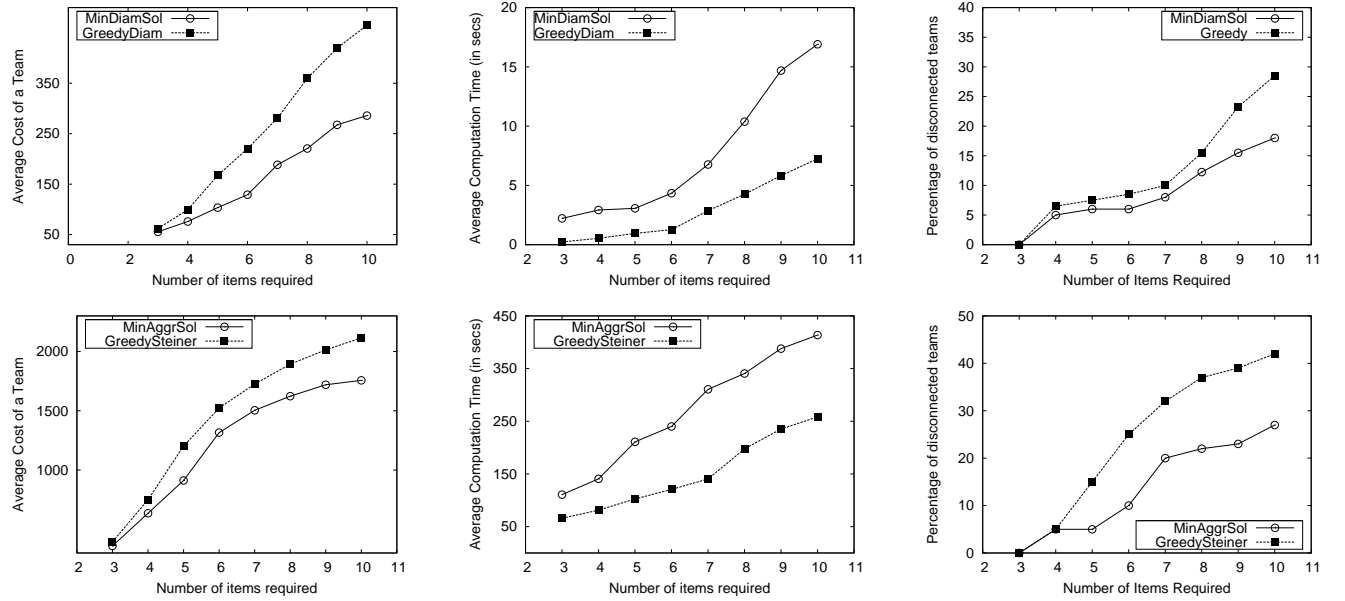 MinDiamSol
GreedyDiam
Average Cost of a Team
350
250
150
50
0 2 4 6 8 10
Number of items required
MinDiamSol
GreedyDiam
Average Computation Time (in secs)
20
15
10
5
0
2 3 4 5 6 7 8 9 10 11
Number of items required
MinDiamSol
Greedy
Percentage of disconnected teams
40
35
30
25
20
15
10
5
0
2 3 4 5 6 7 8 9 10 11
Number of Items Required
MinAggrSol
GreedySteiner
Average Cost of a Team
2000
1500
1000
2 3 4 5 6 7 8 9 10 11
Number of items required
MinAggrSol
GreedySteiner
Average Computation Time (in secs)
450
350
250
150
50
2 3 4 5 6 7 8 9 10 11
Number of items required
Percentage of disconnected teams
50
40
30
20
10
0
MinAggrSol
GreedySteiner
2 3 4 5 6 7 8 9 10 11
Number of Items Required